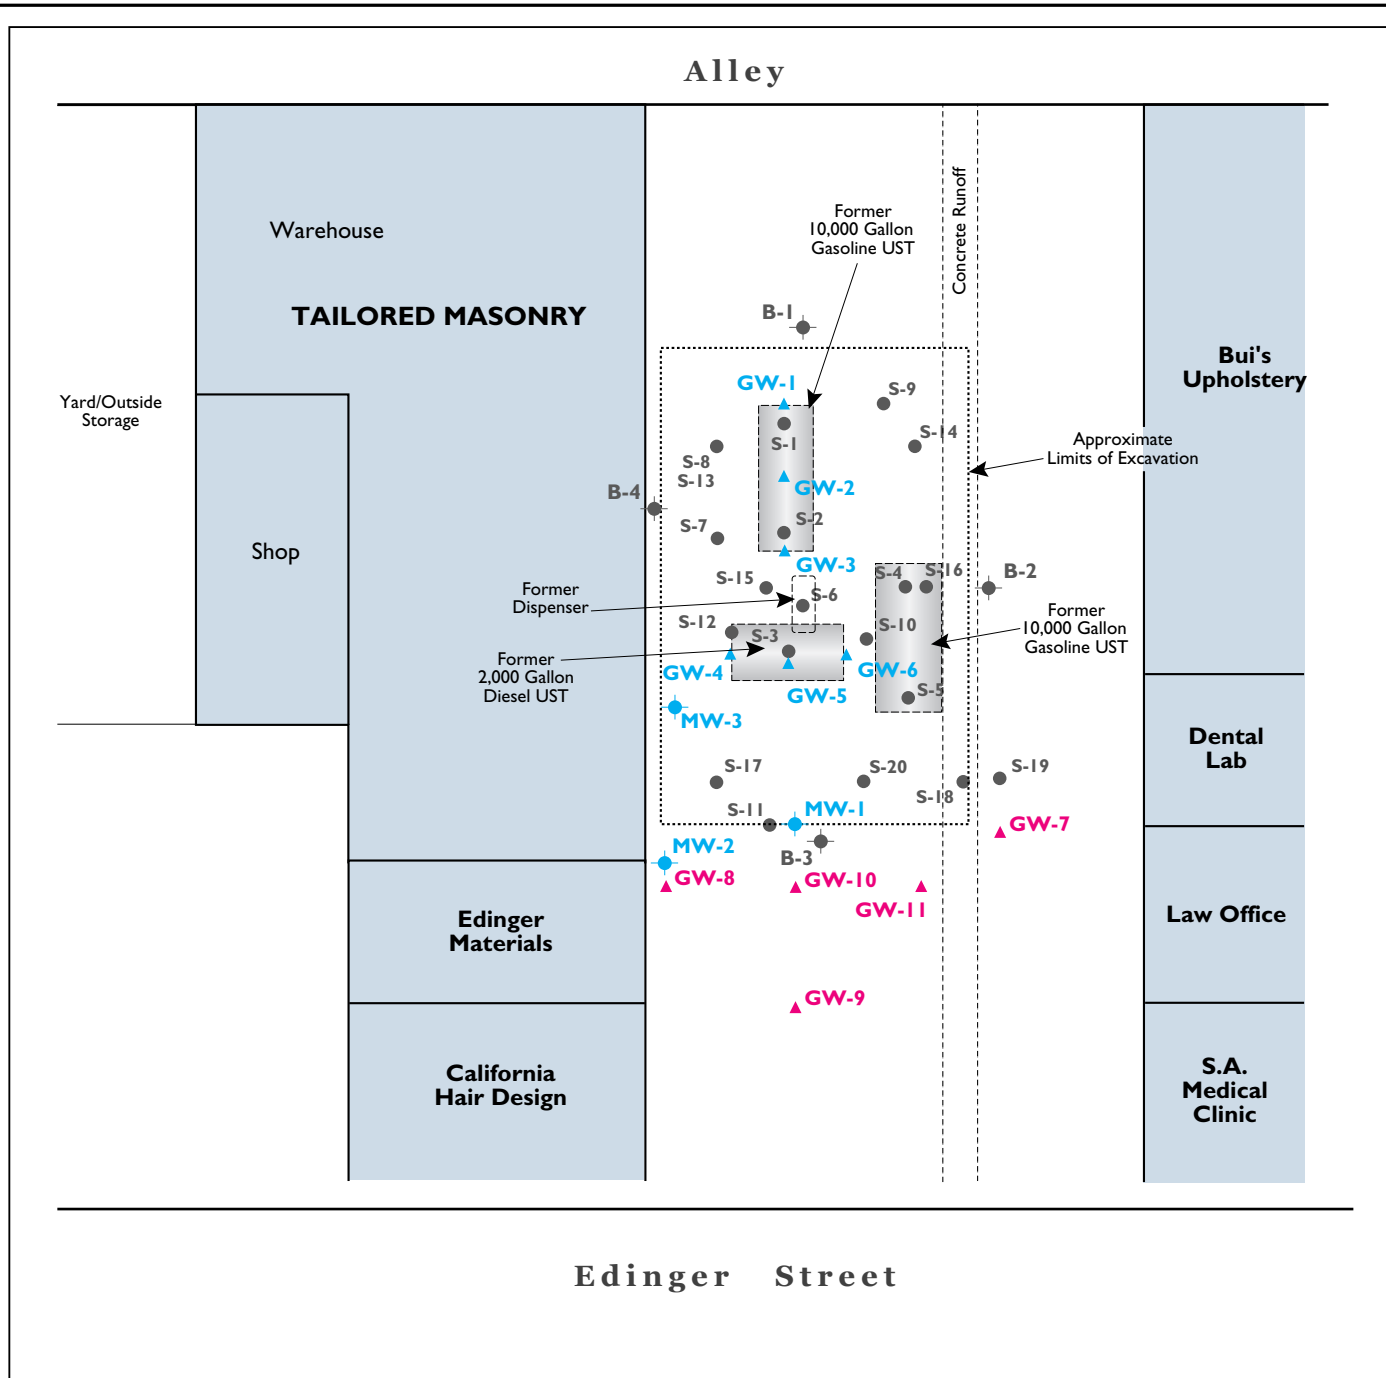 Alley
Warehouse
TAILORED MASONRY
Yard/Outside
Storage
Shop
Former
10,000 Gallon
Gasoline UST
Concrete Runoff
B-1
GW-1
S-9
S-1
S-14
S-8
S-13
GW-2
B-4
S-7
S-2
GW-3
Approximate
Limits of Excavation
Bui's
Upholstery
Former
Dispenser
S-15
S-6
S-4
S-16
B-2
S-12
S-3
S-10
Former
10,000 Gallon
Gasoline UST
Former
2,000 Gallon
Diesel UST
GW-4
GW-5
GW-6
S-5
MW-3
Dental
Lab
S-17
S-20
S-18
S-19
S-11
MW-1
GW-7
MW-2
B-3
GW-8
GW-10
GW-11
Edinger
Materials
Law Office
GW-9
California
Hair Design
S.A.
Medical
Clinic
Edinger Street